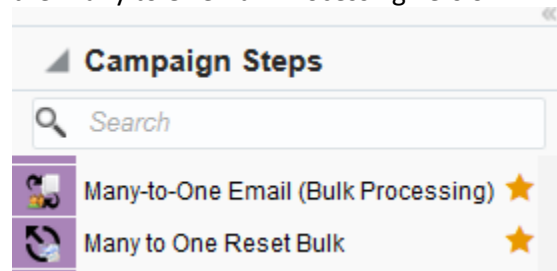 Campaign Steps
Search
Many-to-One Email (Bulk Processing)
Many to One Reset Bulk